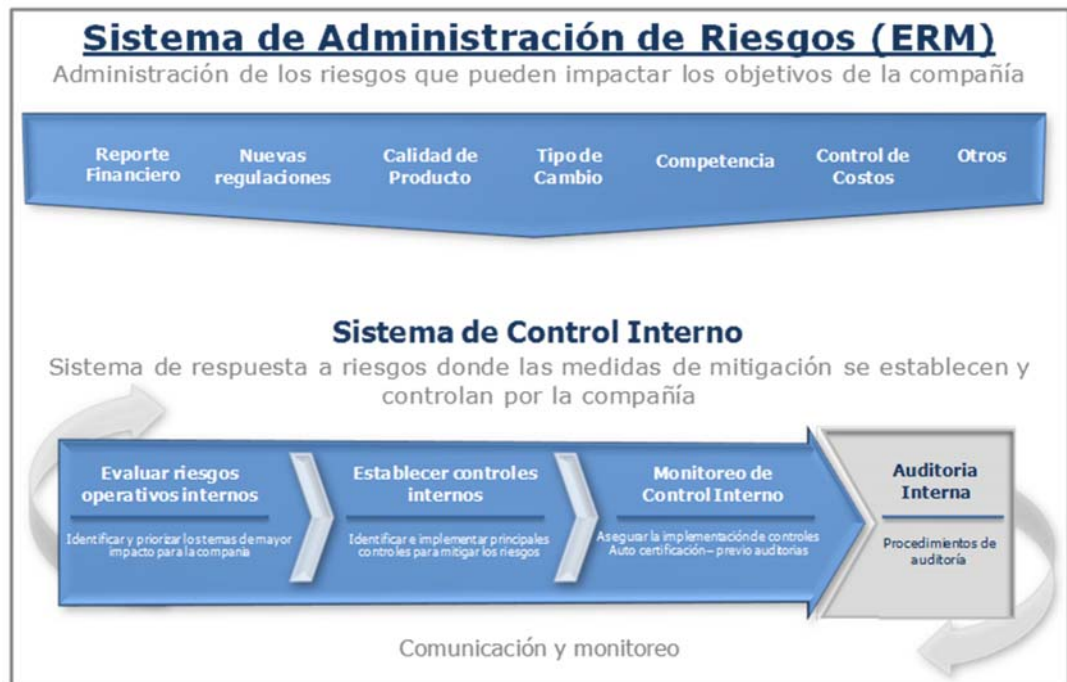 Sistema de Administración de Riesgos (ERM)
Administración de los riesgos que pueden impactar los objetivos de la compañía
Reporte
Financiero
Nuevas
regulaciones
Calidad de
Producto
Tipo de
Cambio
Competencia
Control de
Costos
Otros
Sistema de Control Interno
Sistema de respuesta a riesgos donde las medidas de mitigación se establecen y
controlan por la compañía
Evaluar riesgos
operativos internos
Identificar y priorizar los temas de mayor
impacto para la compañía
Establecer controles
internos
Identificar e implementar principales
controles para mitigar los riesgos
Monitoreo de
Control Interno
Asegurar la implementación de controles
Auto certificación – previo auditorias
Auditoria
Interna
Procedimientos de
auditoría
Comunicación y monitoreo